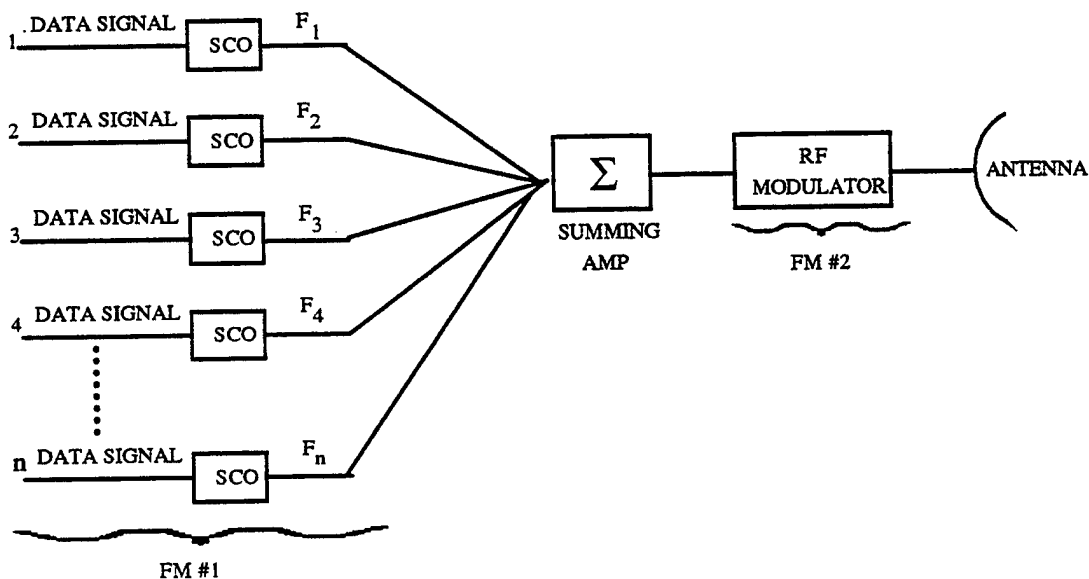 1 DATA SIGNAL SCO F1
2 DATA SIGNAL SCO F2
3 DATA SIGNAL SCO F3
4 DATA SIGNAL SCO F4
n DATA SIGNAL SCO Fn
FM #1
Σ
SUMMING
AMP
RF
MODULATOR
FM #2
ANTENNA